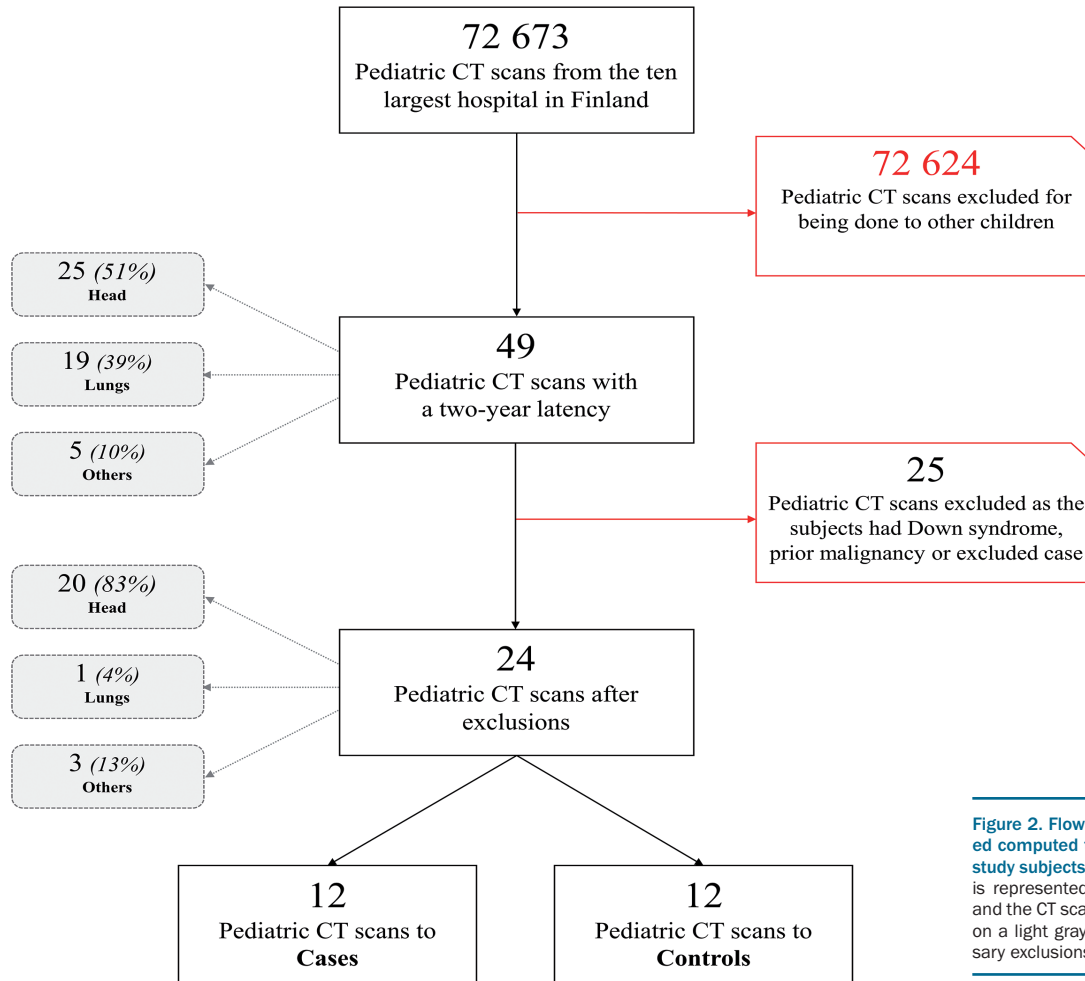 72 673
Pediatric CT scans from the ten
largest hospital in Finland
72 624
Pediatric CT scans excluded for
being done to other children
25 (51%)
Head
19 (39%)
Lungs
5 (10%)
Others
49
Pediatric CT scans with
a two-year latency
25
Pediatric CT scans excluded as the
subjects had Down syndrome,
prior malignancy or excluded case
20 (83%)
Head
1 (4%)
Lungs
3 (13%)
Others
24
Pediatric CT scans after
exclusions
12
Pediatric CT scans to
Cases
12
Pediatric CT scans to
Controls
Figure 2. Flow
ed computed
study subjects
is represented
and the CT sca
on a light gray
sary exclusions